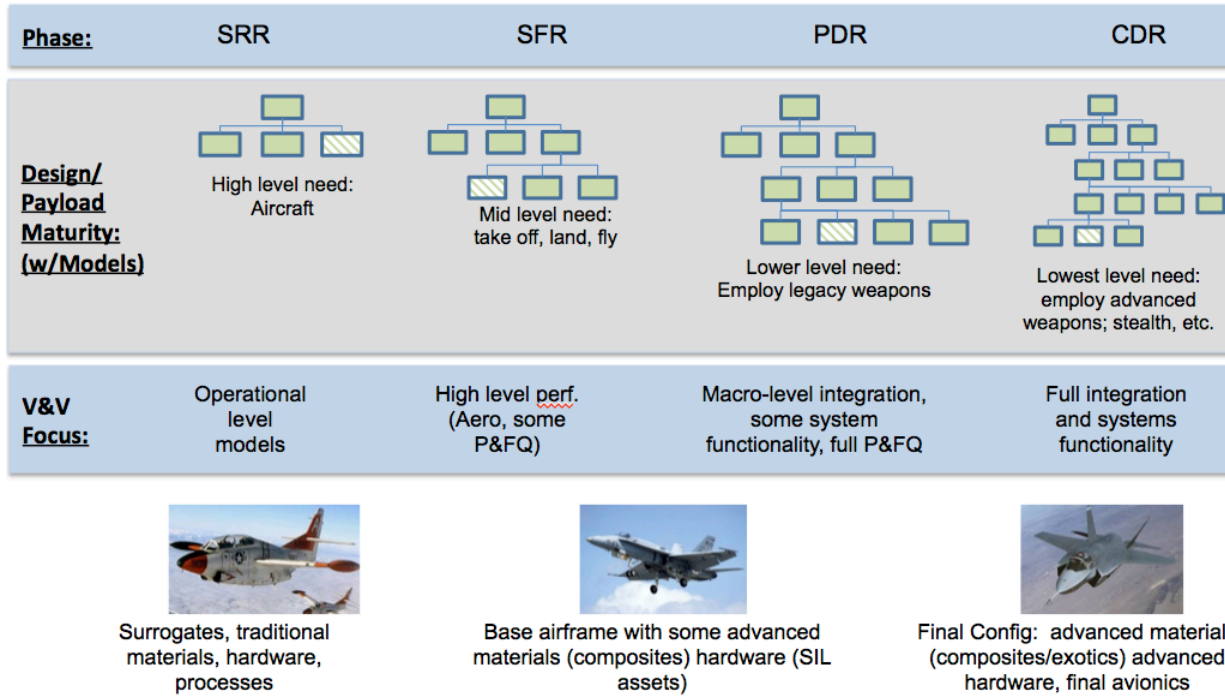 Phase:
SRR
SFR
PDR
CDR
Design/
Payload
Maturity:
(w/Models)
High level need:
Aircraft
Mid level need:
take off, land, fly
Lower level need:
Employ legacy weapons
Lowest level need:
employ advanced
weapons; stealth, etc.
V&V
Focus:
Operational
level
models
High level perf.
(Aero, some
P&FQ)
Macro-level integration,
some system
functionality, full P&FQ
Full integration
and systems
functionality
Surrogates, traditional
materials, hardware,
processes
Base airframe with some advanced
materials (composites) hardware (SIL
assets)
Final Config: advanced material
(composites/exotics) advanced
hardware, final avionics